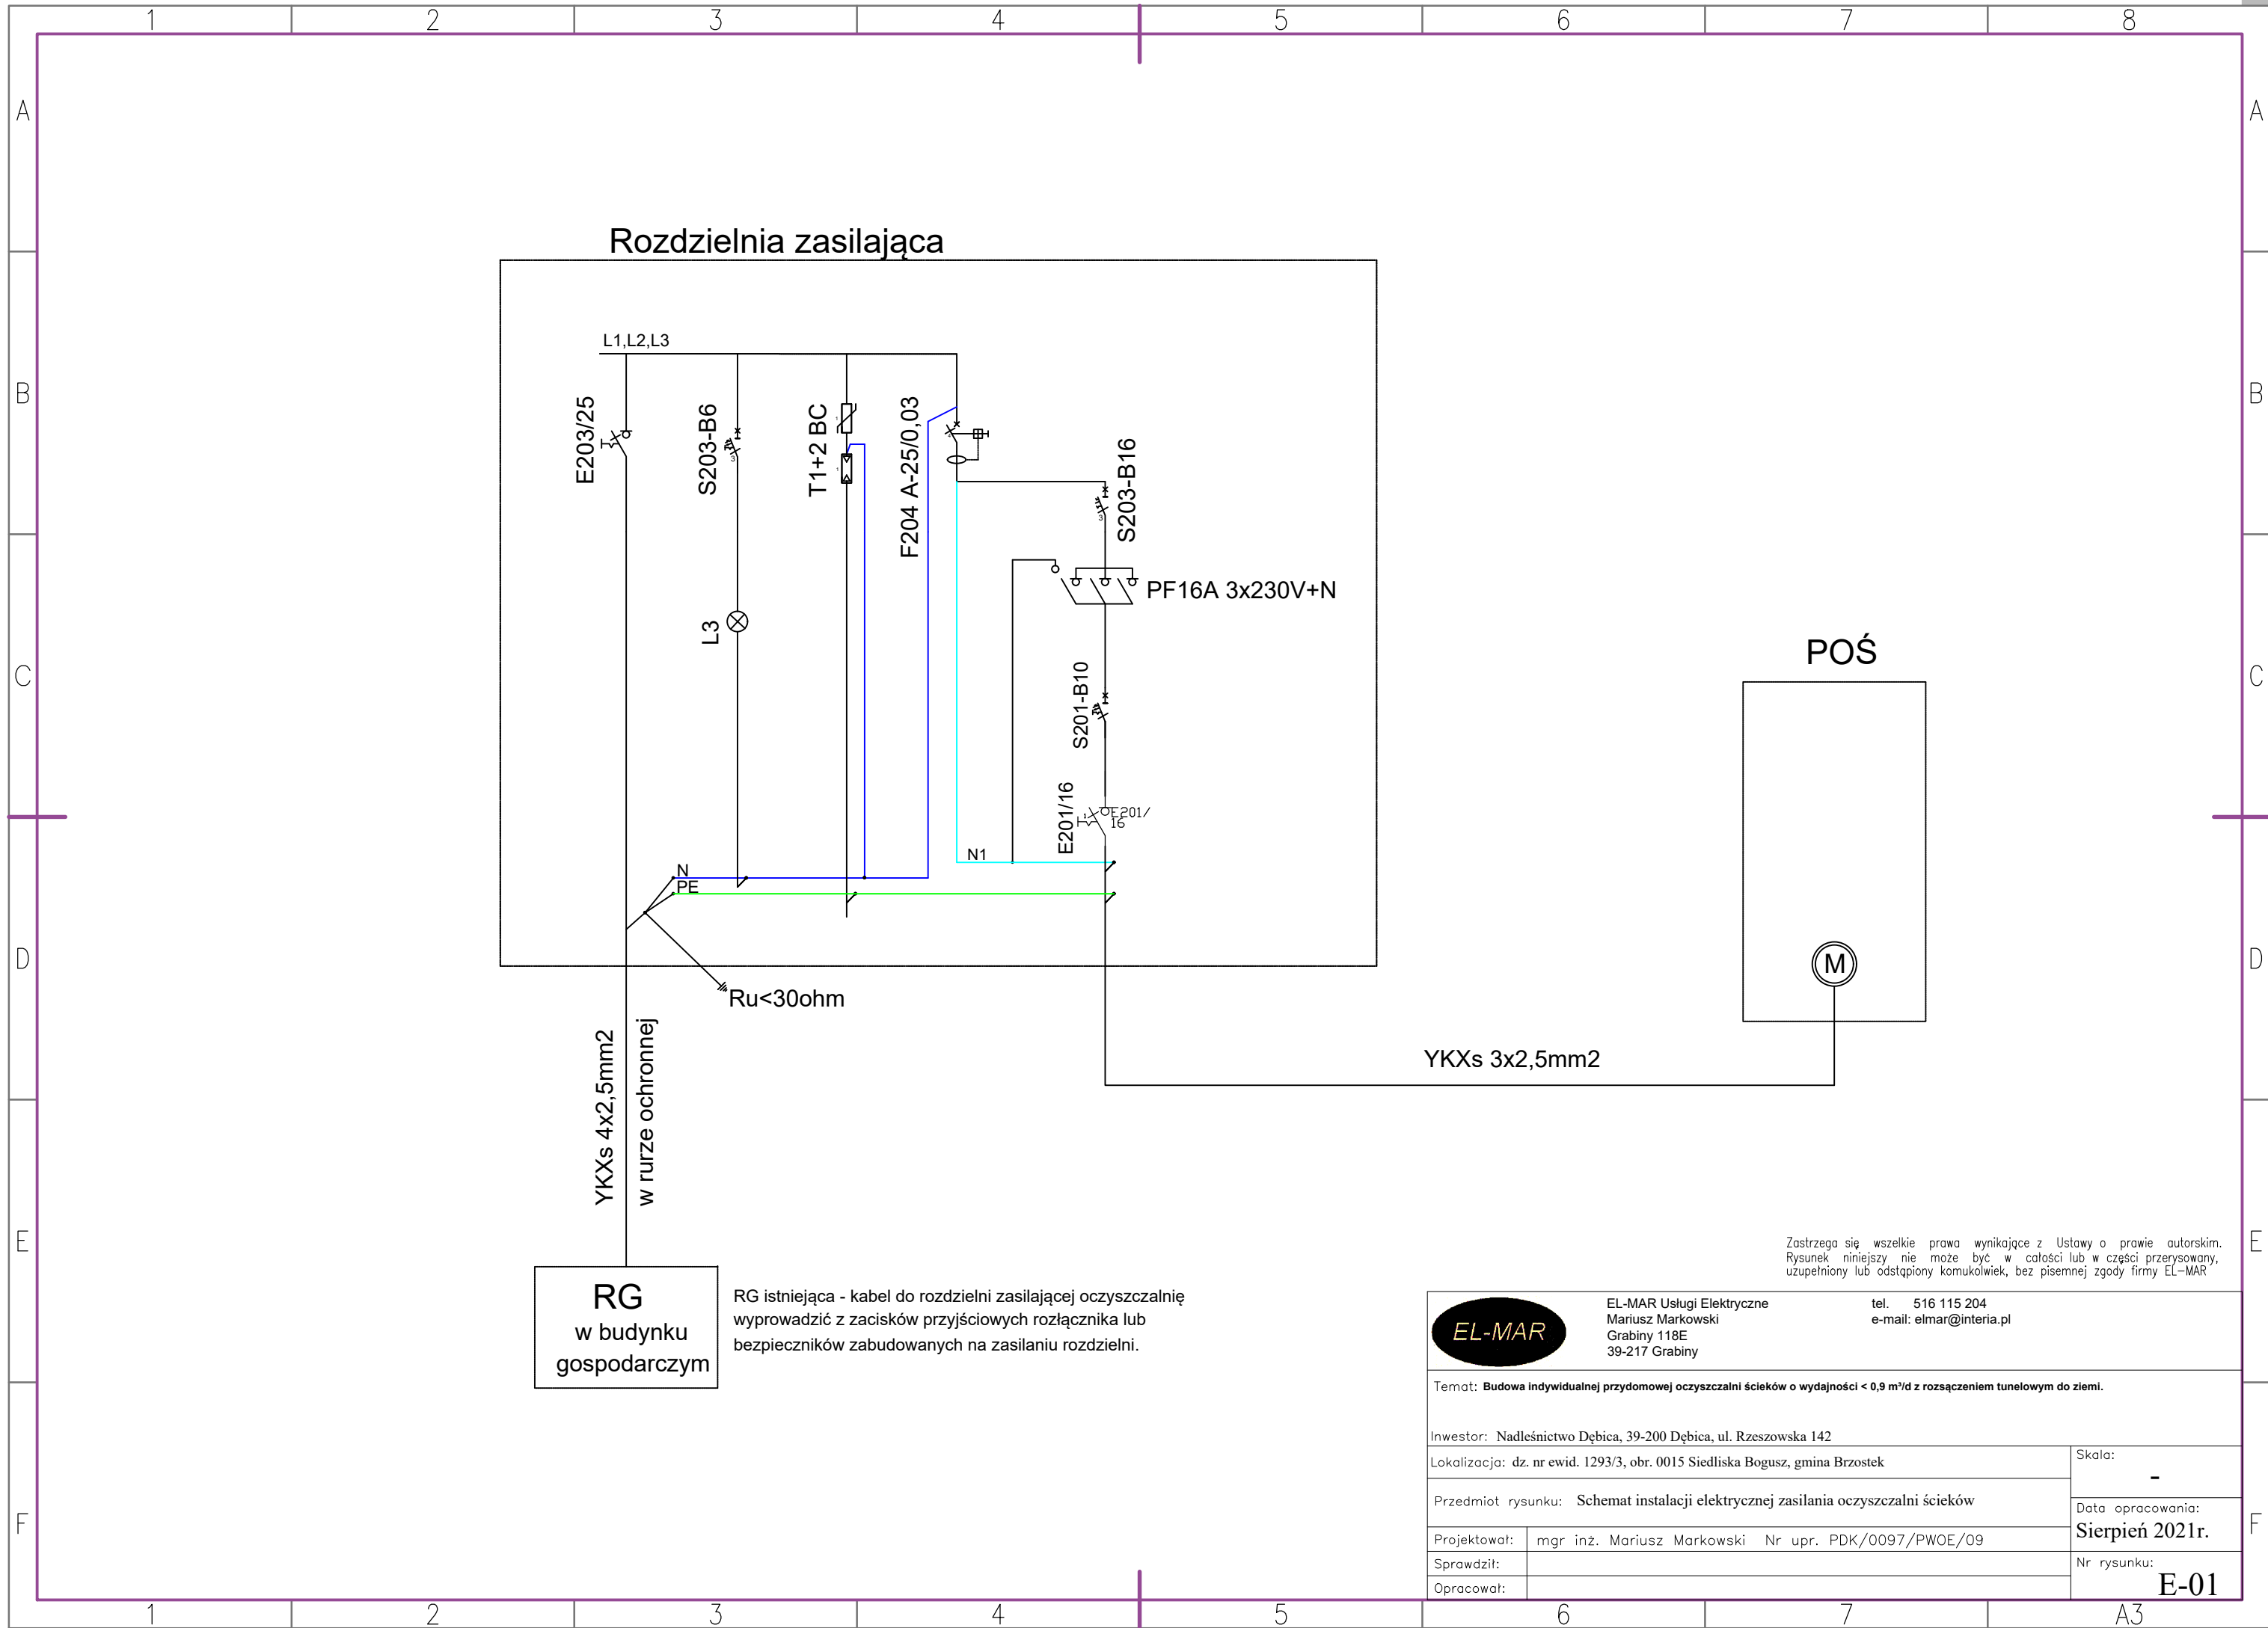 1 2 3 4 5 6 7 8
A A
B B
C C
D D
E E
F F
Rozdzielnia zasilająca
L1,L2,L3
E203/25
S203-B6
3
T1+2 BC
1
1
F204 A-25/0,03
4
S203-B16
3
PF16A 3x230V+N
L3
S201-B10
1
E201/16
1
E201/
16
N1
N
PE
Ru<30ohm
POŚ
M
YKXs 3x2,5mm2
YKXs 4x2,5mm2
w rurze ochronnej
RG
w budynku
gospodarczym
RG istniejąca - kabel do rozdzielni zasilającej oczyszczalnię
wyprowadzić z zacisków przyjściowych rozłącznika lub
bezpieczników zabudowanych na zasilaniu rozdzielni.
Zastrzega się wszelkie prawa wynikające z Ustawy o prawie autorskim.
Rysunek niniejszy nie może być w całości lub w części przerysowany,
uzupełniony lub odstąpiony komukolwiek, bez pisemnej zgody firmy EL-MAR
EL-MAR
EL-MAR Usługi Elektryczne
Mariusz Markowski
Grabiny 118E
39-217 Grabiny
tel. 516 115 204
e-mail: elmar@interia.pl
Temat: Budowa indywidualnej przydomowej oczyszczalni ścieków o wydajności < 0,9 m³/d z rozsączeniem tunelowym do ziemi.
Inwestor: Nadleśnictwo Dębica, 39-200 Dębica, ul. Rzeszowska 142
Lokalizacja: dz. nr ewid. 1293/3, obr. 0015 Siedliska Bogusz, gmina Brzostek
Skala:
-
Przedmiot rysunku: Schemat instalacji elektrycznej zasilania oczyszczalni ścieków
Data opracowania:
Sierpień 2021r.
Projektował: mgr inż. Mariusz Markowski Nr upr. PDK/0097/PWOE/09
Sprawdził:
Opracował:
Nr rysunku:
E-01
1 2 3 4 5 6 7 A3